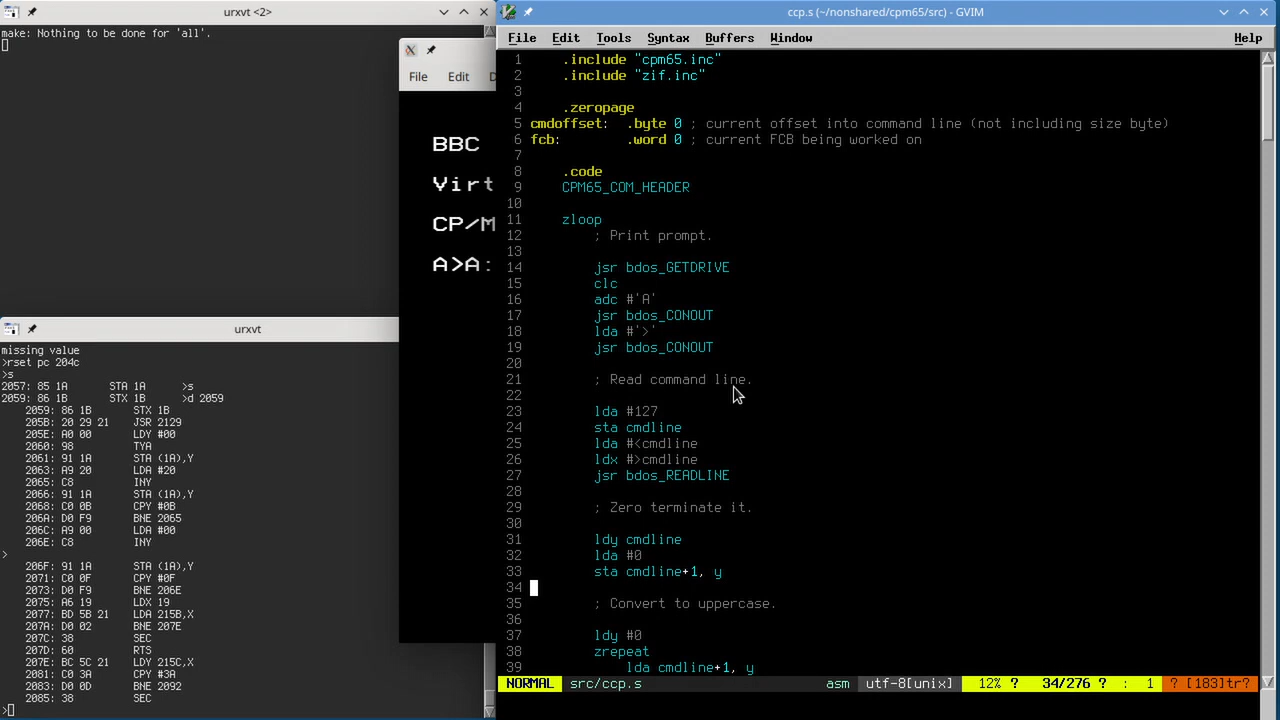 urxvt <2>
make: Nothing to be done for 'all'.
File Edit D
BBC
Virt
CP/M
A>A:
urxvt
missing value
>rset pc 204c
>s
2057: 85 1A STA 1A >s
2059: 86 1B STX 1B >d 2059
2059: 86 1B STX 1B
205B: 20 29 21 JSR 2129
205E: A0 00 LDY #00
2060: 98 TYA
2061: 91 1A STA (1A),Y
2063: A9 20 LDA #20
2065: C8 INY
2066: 91 1A STA (1A),Y
2068: C0 0B CPY #0B
206A: D0 F9 BNE 2065
206C: A9 00 LDA #00
206E: C8 INY
>
206F: 91 1A STA (1A),Y
2071: C0 0F CPY #0F
2073: D0 F9 BNE 206E
2075: A6 19 LDX 19
2077: BD 5B 21 LDA 215B,X
207A: D0 02 BNE 207E
207C: 38 SEC
207D: 60 RTS
207E: BC 5C 21 LDY 215C,X
2081: C0 3A CPY #3A
2083: D0 0D BNE 2092
2085: 38 SEC
>
ccp.s (~/nonshared/cpm65/src) - GVIM
File Edit Tools Syntax Buffers Window Help
1 .include "cpm65.inc"
2 .include "zif.inc"
3
4 .zeropage
5 cmdoffset: .byte 0 ; current offset into command line (not including size byte)
6 fcb: .word 0 ; current FCB being worked on
7
8 .code
9 CPM65_COM_HEADER
10
11 zloop
12 ; Print prompt.
13
14 jsr bdos_GETDRIVE
15 clc
16 adc #'A'
17 jsr bdos_CONOUT
18 lda #'>'
19 jsr bdos_CONOUT
20
21 ; Read command line.
22
23 lda #127
24 sta cmdline
25 lda #<cmdline
26 ldx #>cmdline
27 jsr bdos_READLINE
28
29 ; Zero terminate it.
30
31 ldy cmdline
32 lda #0
33 sta cmdline+1, y
34
35 ; Convert to uppercase.
36
37 ldy #0
38 zrepeat
39 lda cmdline+1, y
NORMAL src/ccp.s asm utf-8[unix] 12% ? 34/276 ? : 1 ? [183]tr?